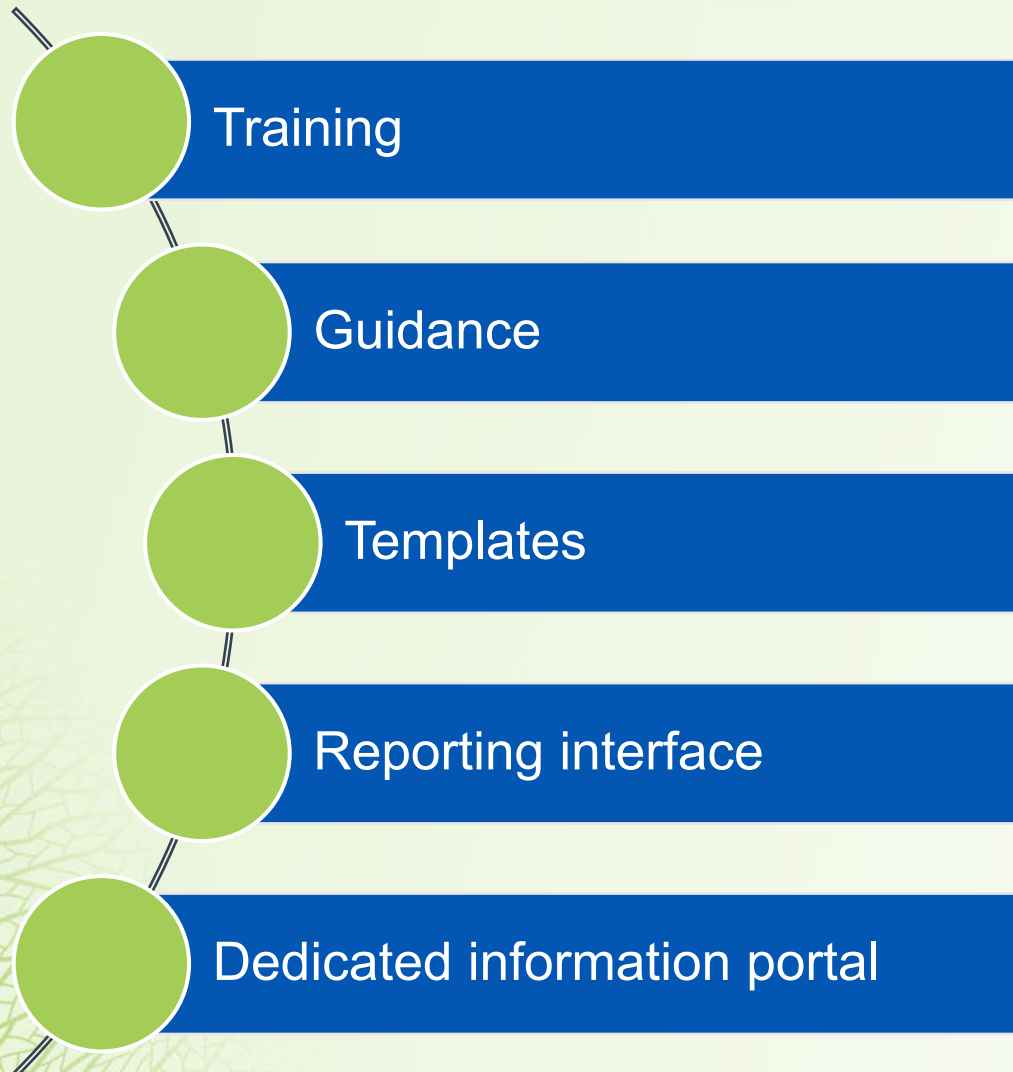 Training
Guidance
Templates
Reporting interface
Dedicated information portal